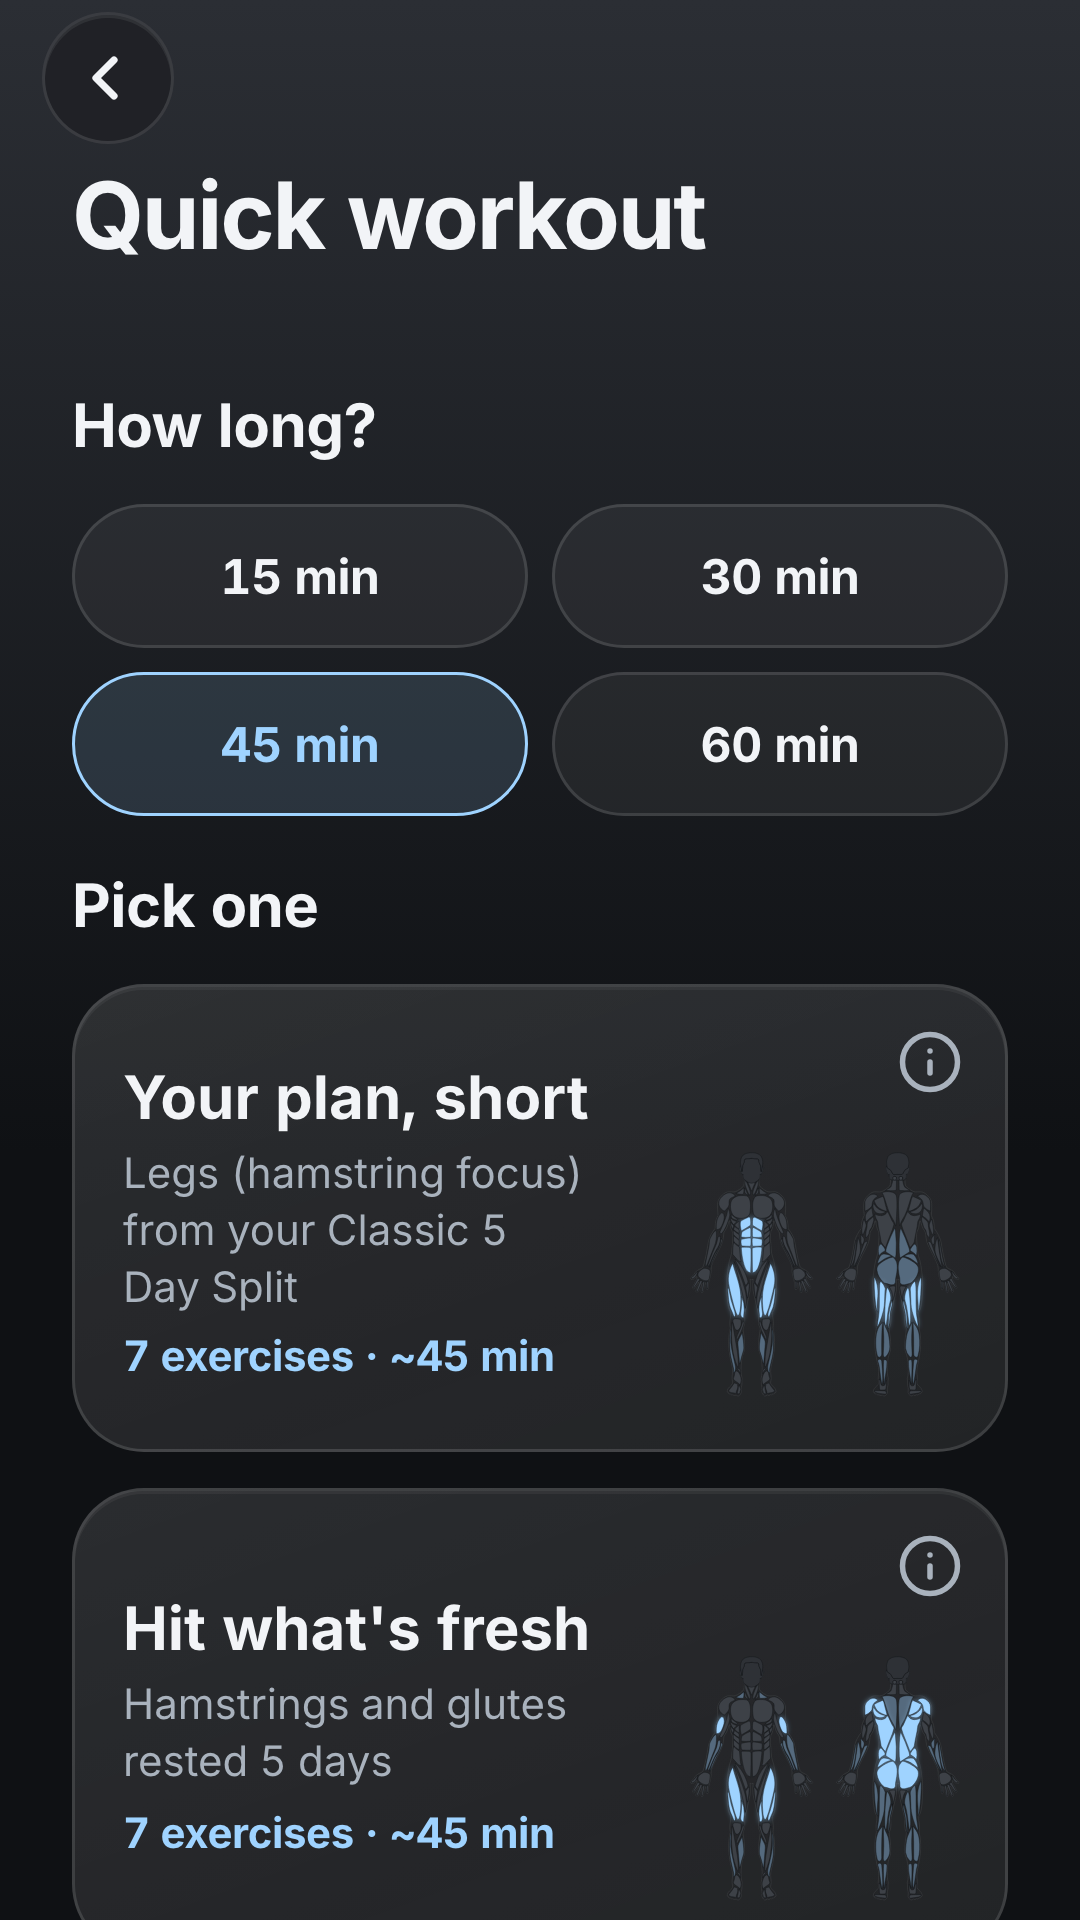 Quick workout
How long?
15 min
30 min
45 min
60 min
Pick one
Your plan, short
Legs (hamstring focus)
from your Classic 5
Day Split
7 exercises · ~45 min
Hit what's fresh
Hamstrings and glutes
rested 5 days
7 exercises · ~45 min